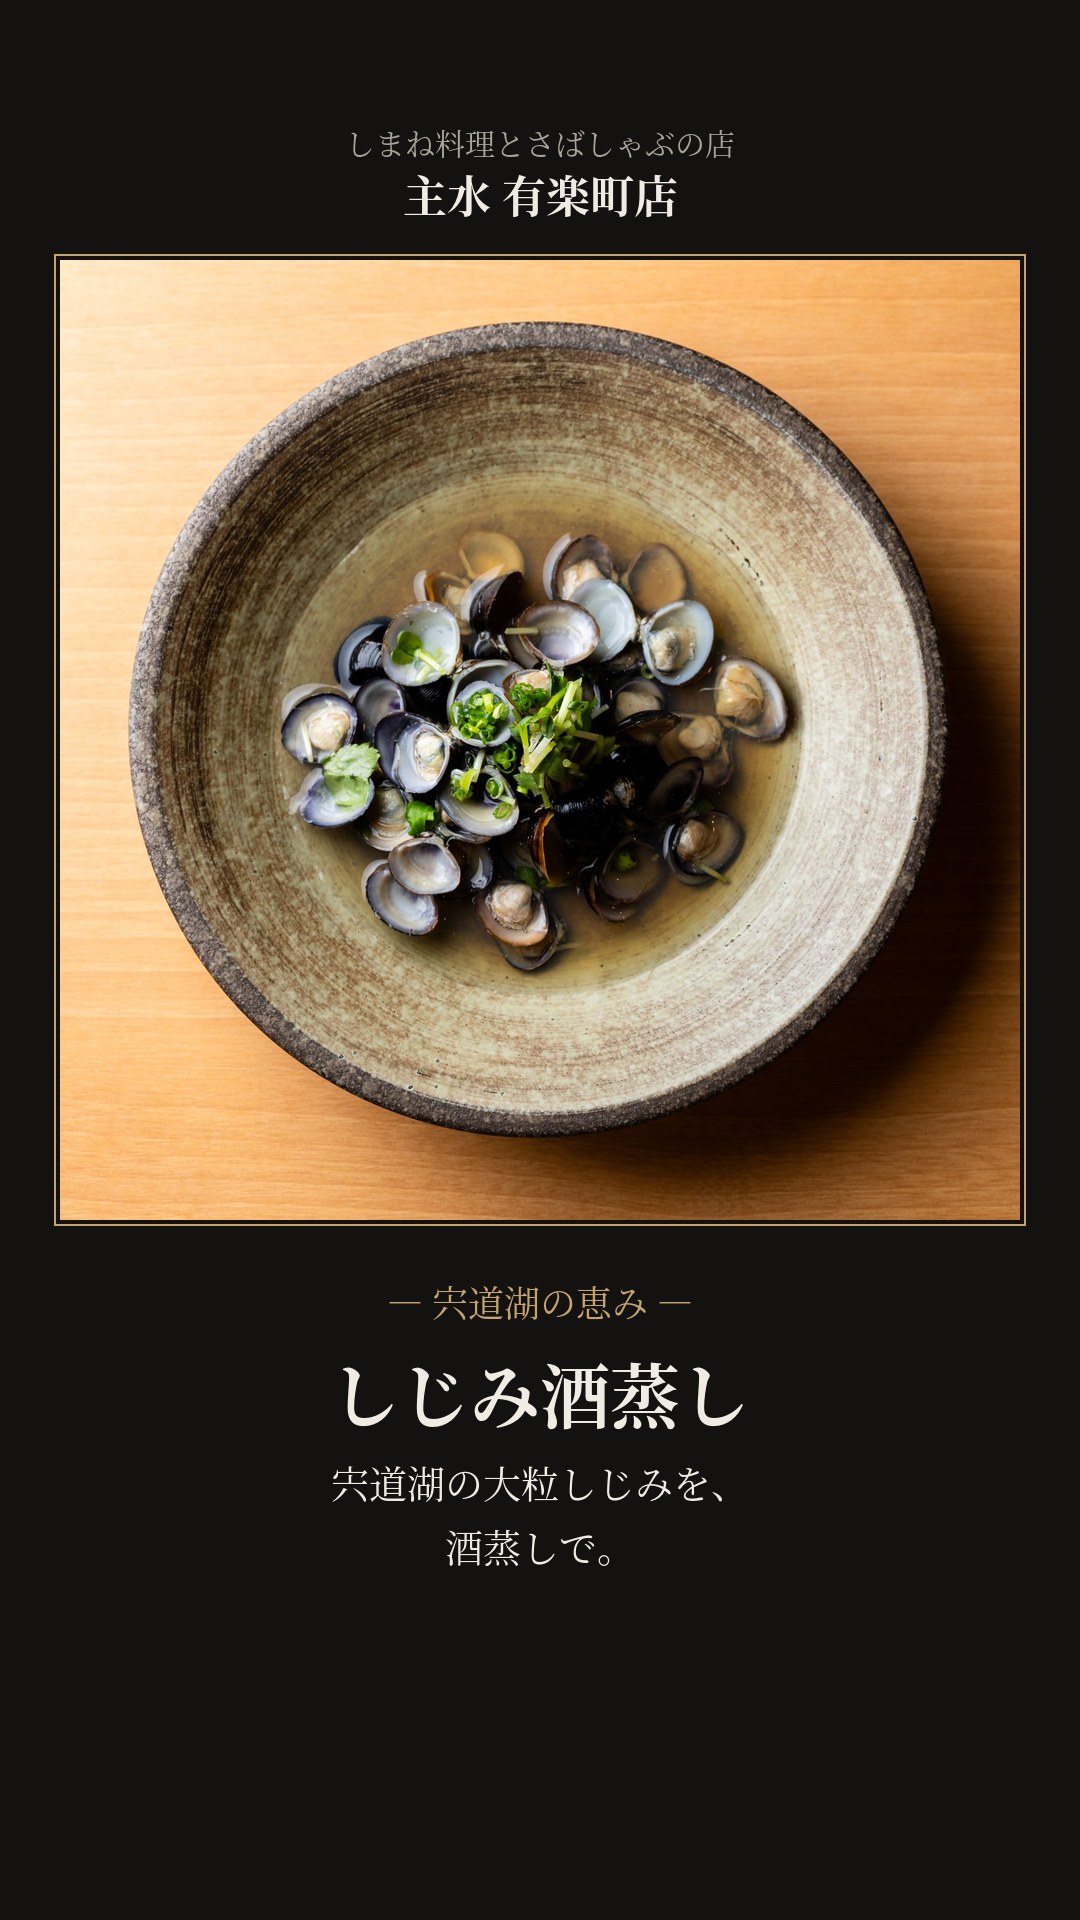 しまね料理とさばしゃぶの店
主水 有楽町店
— 宍道湖の恵み —
しじみ酒蒸し
宍道湖の大粒しじみを、
酒蒸しで。